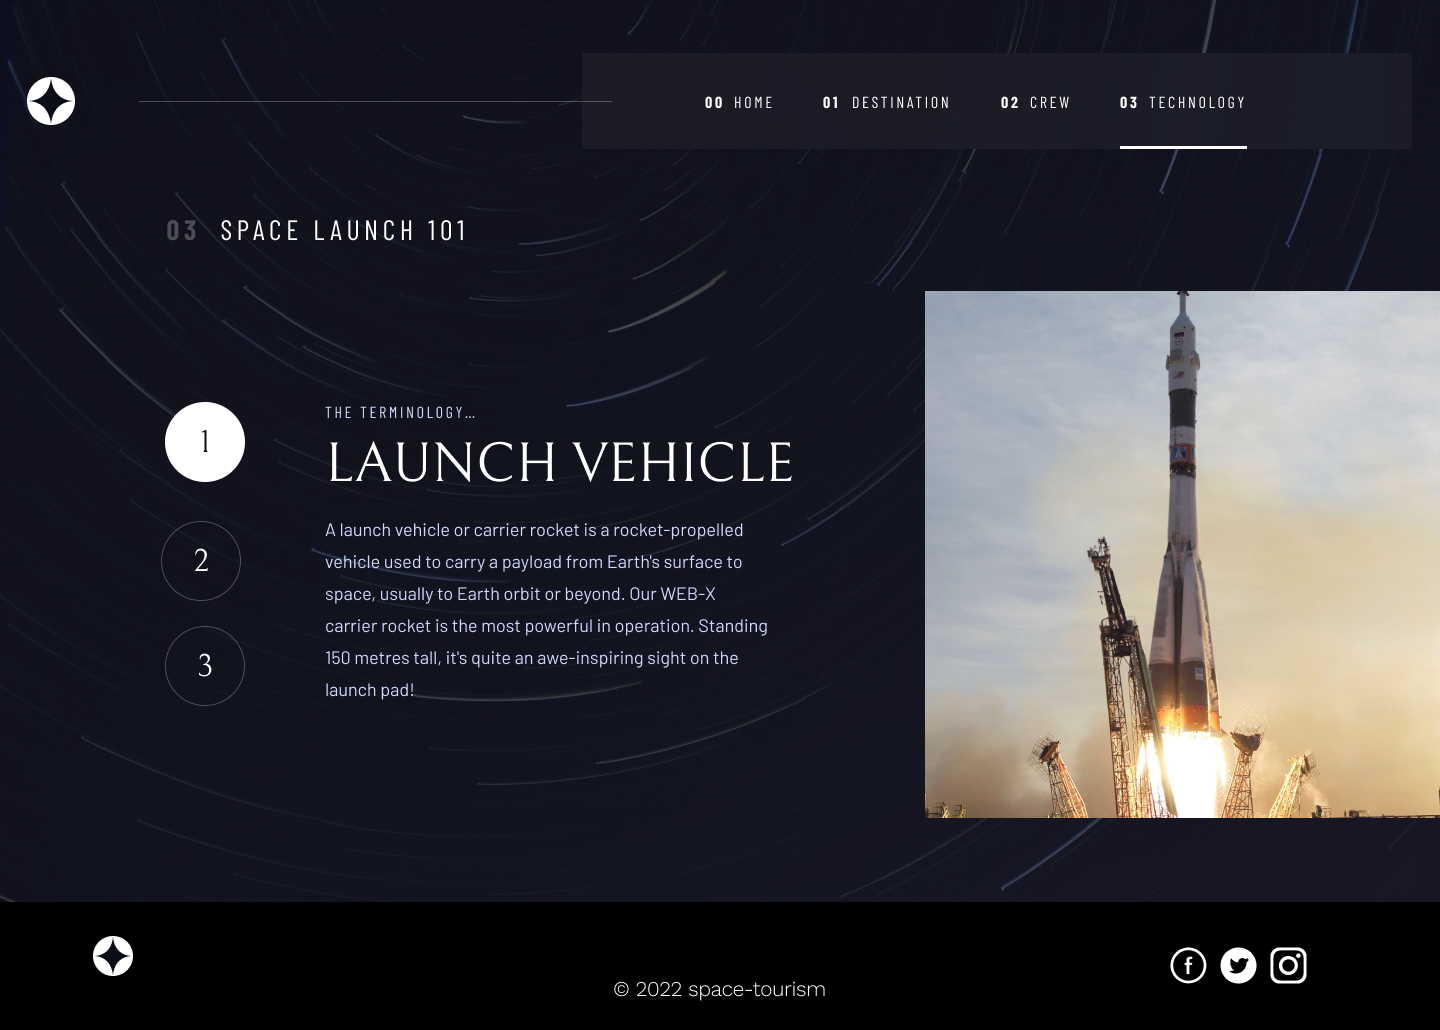 00 HOME 01 DESTINATION 02 CREW 03 TECHNOLOGY
03 SPACE LAUNCH 101
THE TERMINOLOGY...
LAUNCH VEHICLE
1
2
3
A launch vehicle or carrier rocket is a rocket-propelled
vehicle used to carry a payload from Earth's surface to
space, usually to Earth orbit or beyond. Our WEB-X
carrier rocket is the most powerful in operation. Standing
150 metres tall, it's quite an awe-inspiring sight on the
launch pad!
© 2022 space-tourism